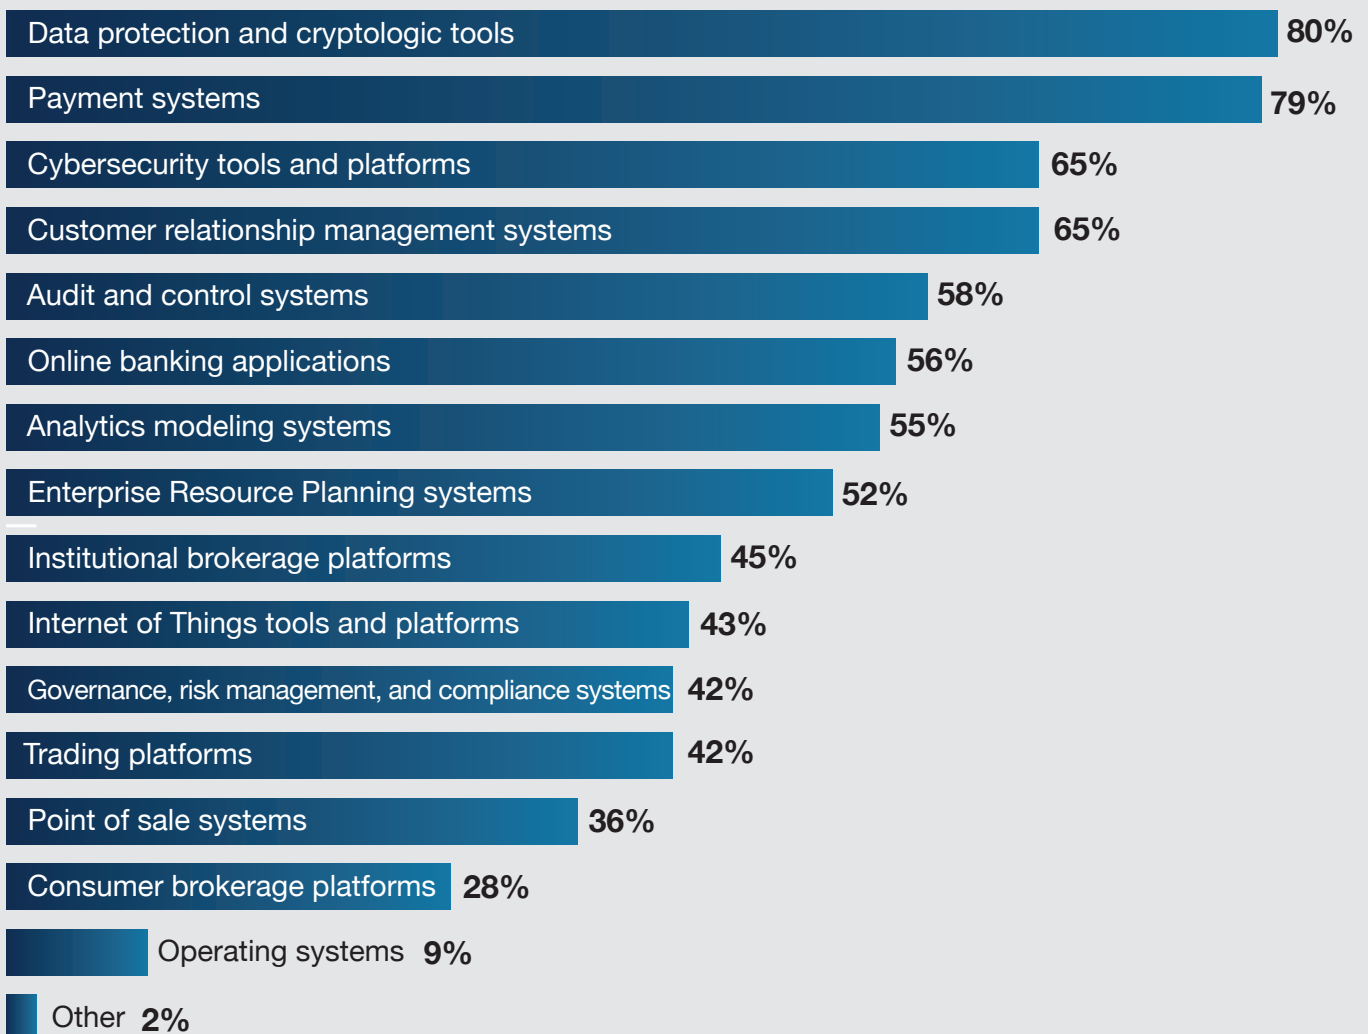 Data protection and cryptologic tools 80%
Payment systems 79%
Cybersecurity tools and platforms 65%
Customer relationship management systems 65%
Audit and control systems 58%
Online banking applications 56%
Analytics modeling systems 55%
Enterprise Resource Planning systems 52%
Institutional brokerage platforms 45%
Internet of Things tools and platforms 43%
Governance, risk management, and compliance systems 42%
Trading platforms 42%
Point of sale systems 36%
Consumer brokerage platforms 28%
Operating systems 9%
Other 2%